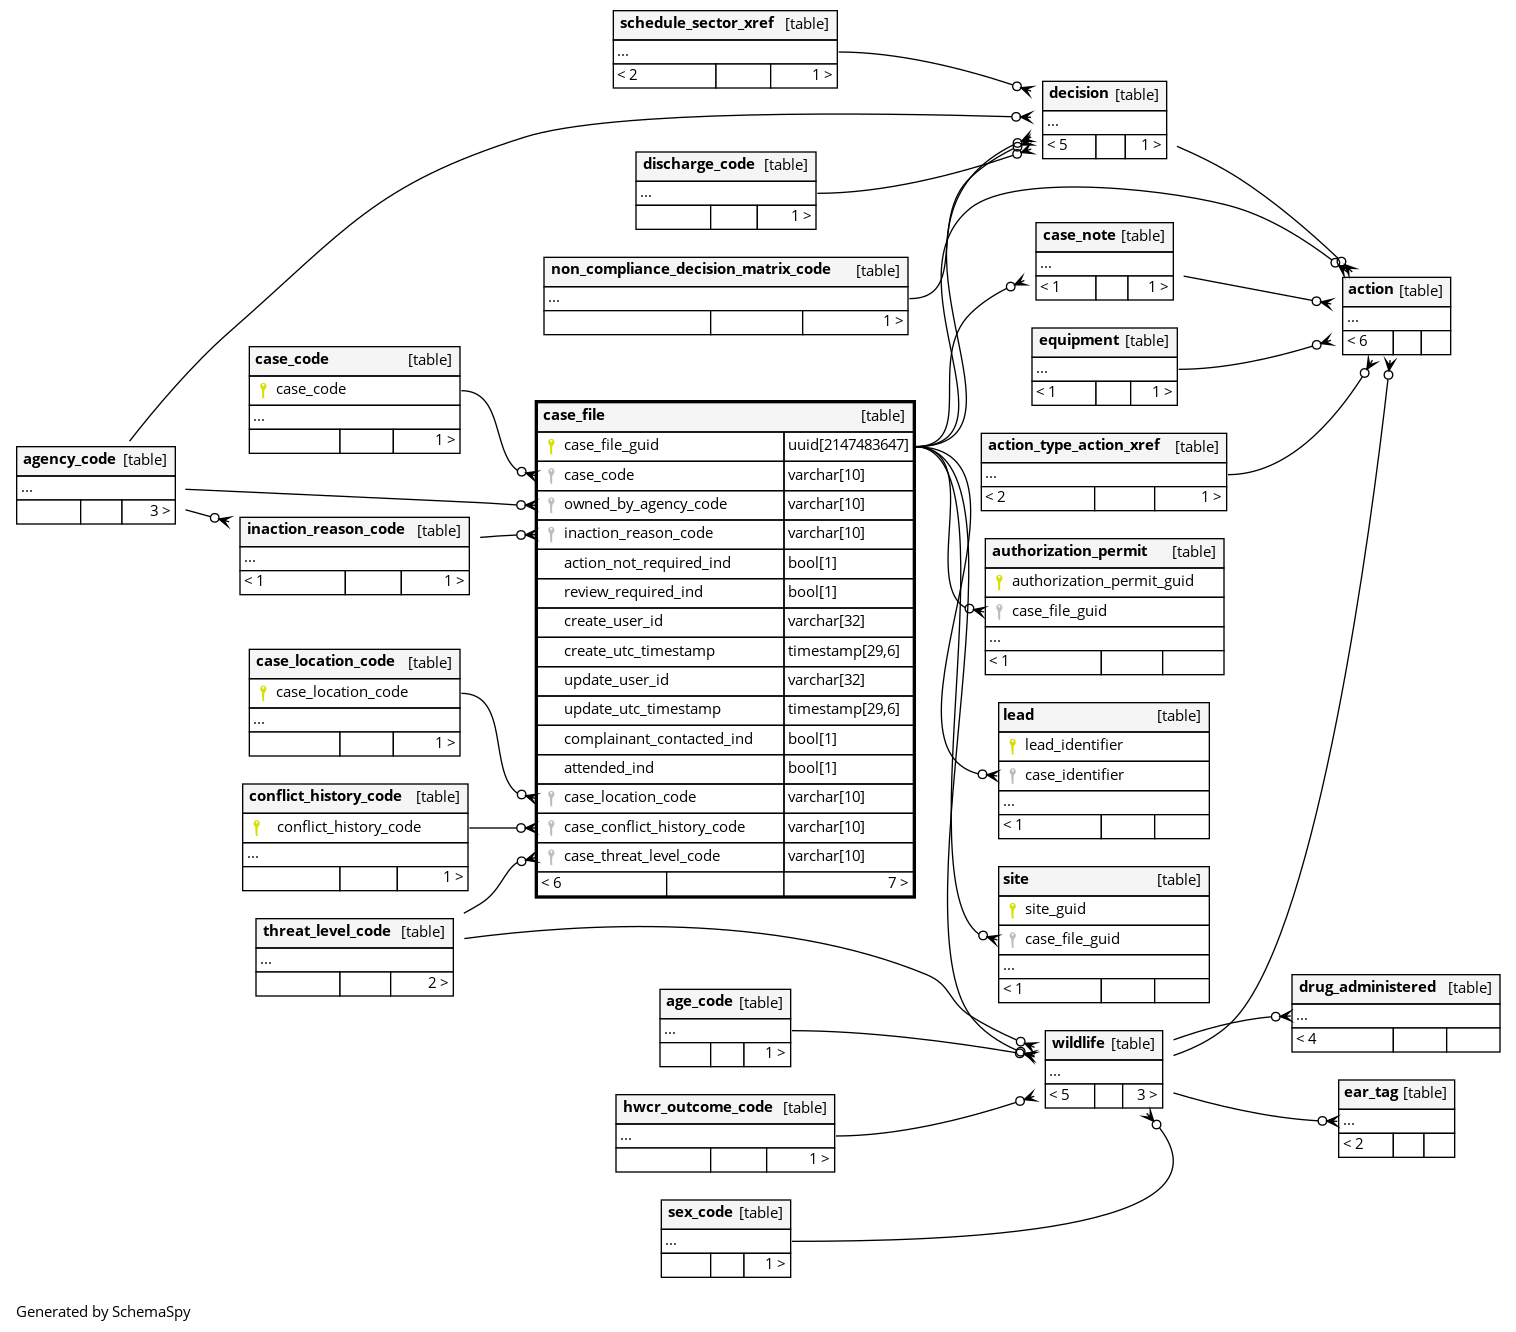 schedule_sector_xref [table]
...
< 2 1 >
decision [table]
...
< 5 1 >
discharge_code [table]
...
1 >
case_note [table]
...
< 1 1 >
non_compliance_decision_matrix_code [table]
...
1 >
action [table]
...
< 6
equipment [table]
...
< 1 1 >
case_code [table]
case_code
...
1 >
agency_code [table]
...
3 >
inaction_reason_code [table]
...
< 1 1 >
case_file [table]
case_file_guid uuid[2147483647]
case_code varchar[10]
owned_by_agency_code varchar[10]
inaction_reason_code varchar[10]
action_not_required_ind bool[1]
review_required_ind bool[1]
create_user_id varchar[32]
create_utc_timestamp timestamp[29,6]
update_user_id varchar[32]
update_utc_timestamp timestamp[29,6]
complainant_contacted_ind bool[1]
attended_ind bool[1]
case_location_code varchar[10]
case_conflict_history_code varchar[10]
case_threat_level_code varchar[10]
< 6 7 >
action_type_action_xref [table]
...
< 2 1 >
authorization_permit [table]
authorization_permit_guid
case_file_guid
...
< 1
case_location_code [table]
case_location_code
...
1 >
lead [table]
lead_identifier
case_identifier
...
< 1
conflict_history_code [table]
conflict_history_code
...
1 >
site [table]
site_guid
case_file_guid
...
< 1
threat_level_code [table]
...
2 >
age_code [table]
...
1 >
wildlife [table]
...
< 5 3 >
drug_administered [table]
...
< 4
hwcr_outcome_code [table]
...
1 >
ear_tag [table]
...
< 2
sex_code [table]
...
1 >
Generated by SchemaSpy